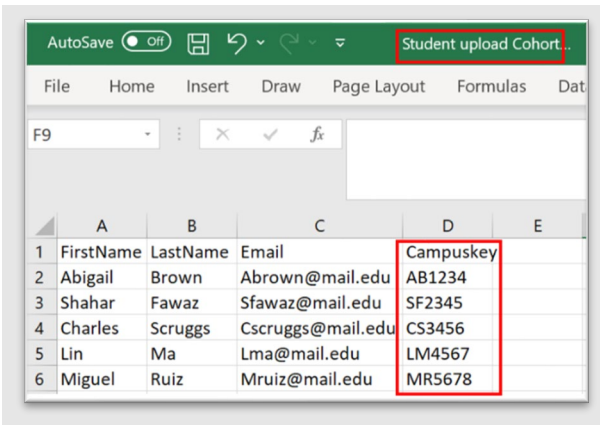 AutoSave Off Student upload Cohort...
File Home Insert Draw Page Layout Formulas Dat
F9 fx
A B C D E
1 FirstName LastName Email Campuskey
2 Abigail Brown Abrown@mail.edu AB1234
3 Shahar Fawaz Sfawaz@mail.edu SF2345
4 Charles Scruggs Cscruggs@mail.edu CS3456
5 Lin Ma Lma@mail.edu LM4567
6 Miguel Ruiz Mruiz@mail.edu MR5678